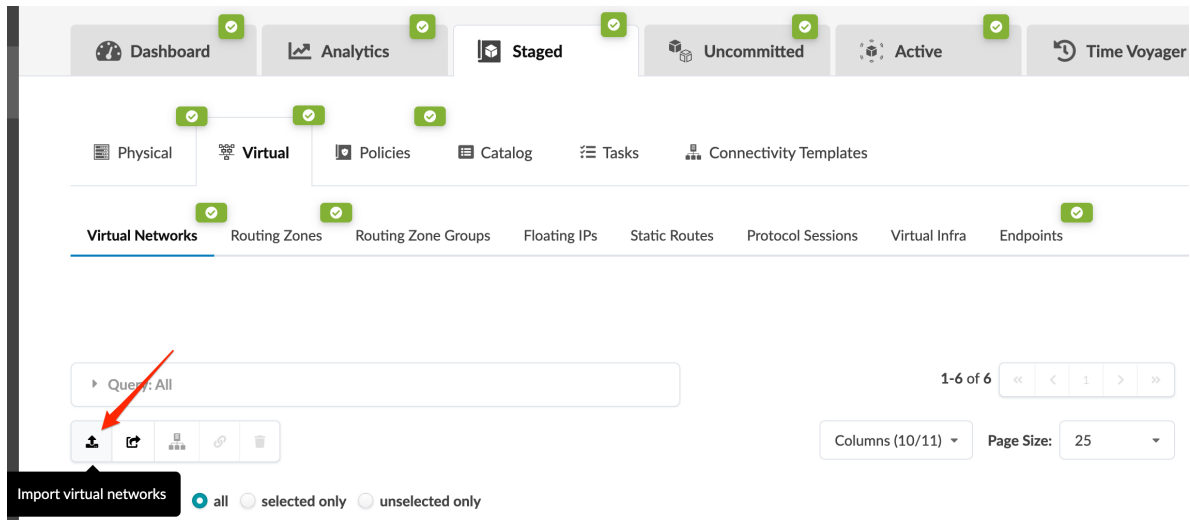 Dashboard Analytics Staged Uncommitted Active Time Voyager
Physical Virtual Policies Catalog Tasks Connectivity Templates
Virtual Networks Routing Zones Routing Zone Groups Floating IPs Static Routes Protocol Sessions Virtual Infra Endpoints
Query: All 1-6 of 6 « < 1 > »
Columns (10/11) Page Size: 25
Import virtual networks all selected only unselected only